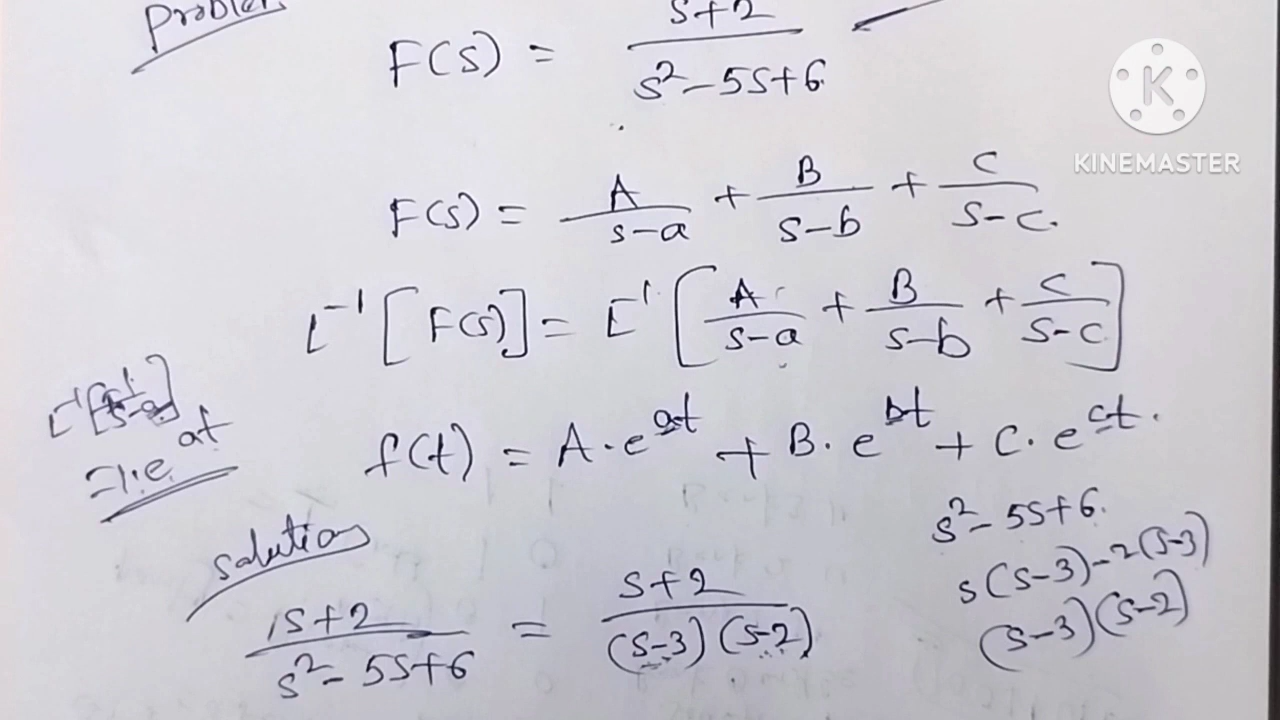 Problem
F(s) = s+2 / s² - 5s+6
K
KINEMASTER
F(s) = A/s-a + B/s-b + C/s-c.
L⁻¹ [F(s)] = L⁻¹ [A/s-a + B/s-b + C/s-c]
= 1·e^at
f(t) = A·e^at + B·e^bt + C·e^ct.
s² - 5s+6.
s(s-3)-2(s-3)
(s-3)(s-2)
solution
s+2 / s² - 5s+6 = s+2 / (s-3)(s-2)